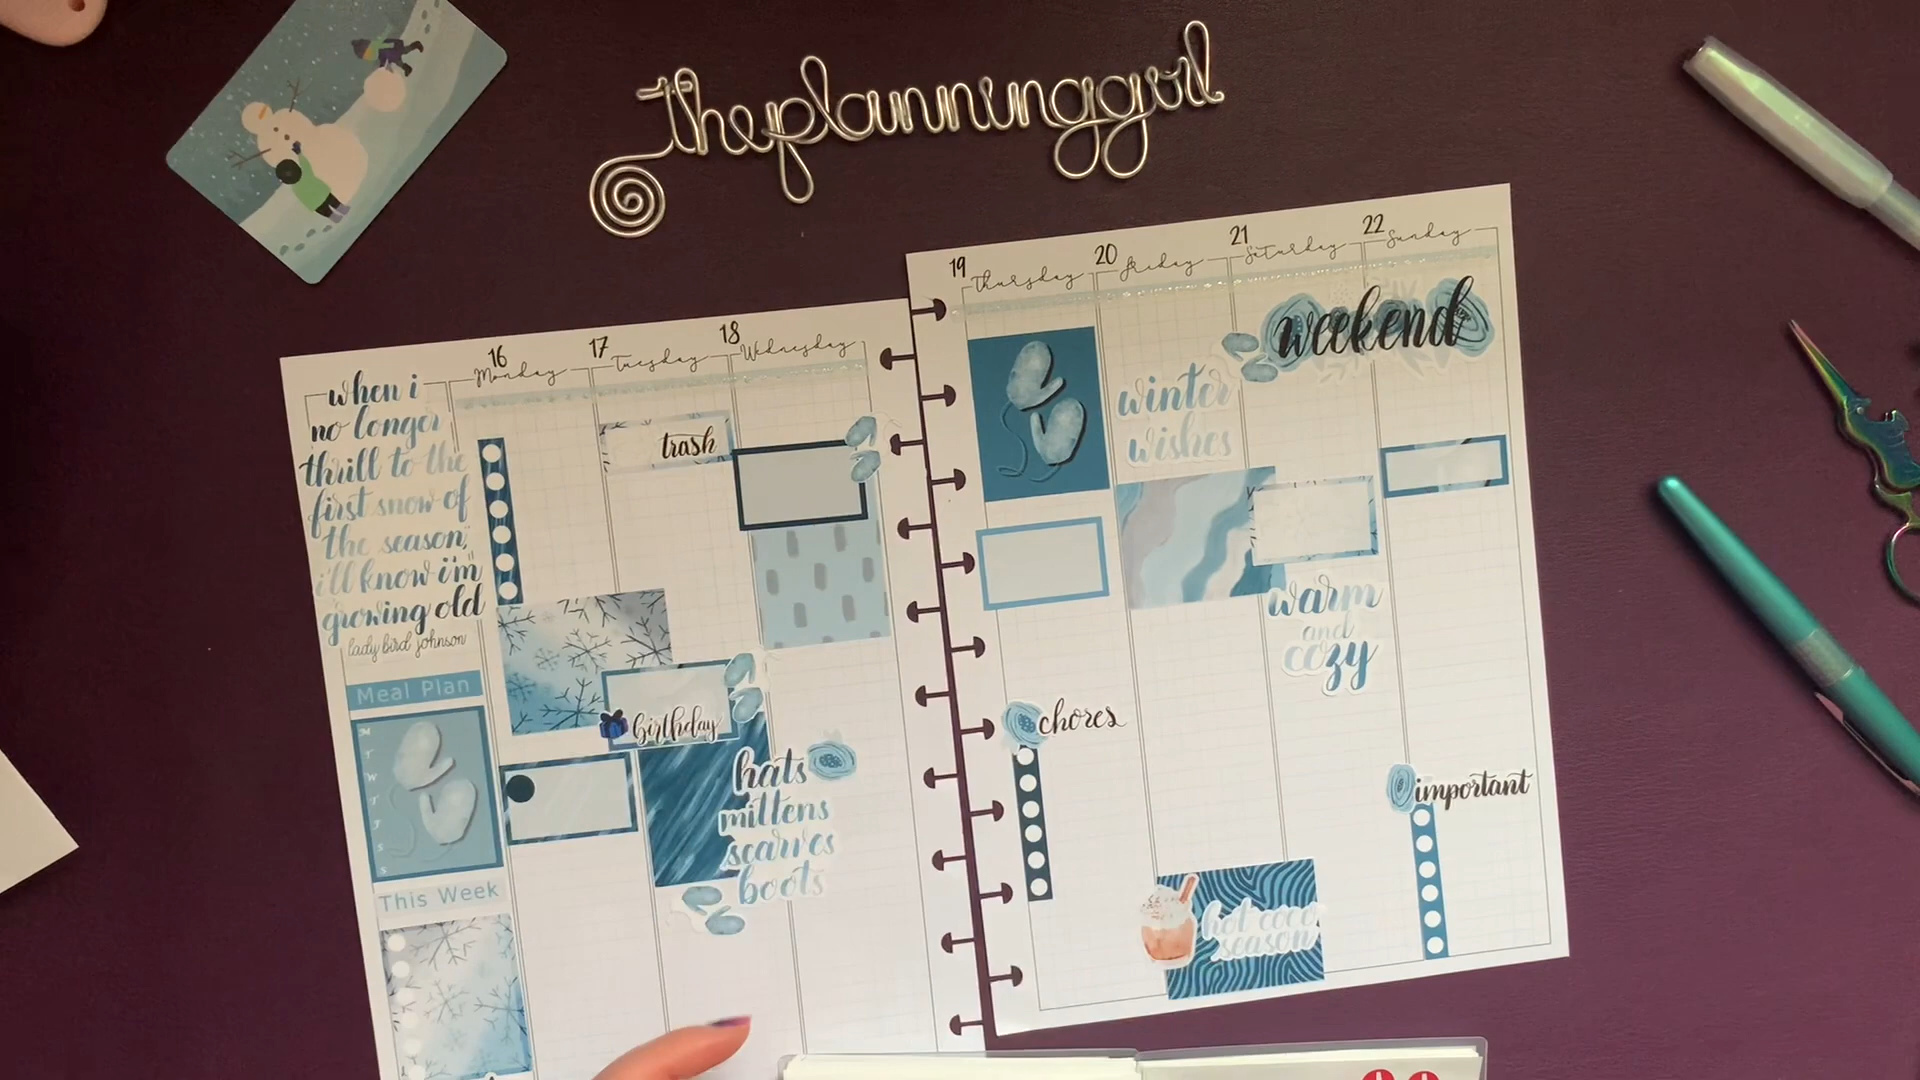 theplanninggirl
16
17
18
Monday
Tuesday
Wednesday
when i
no longer
thrill to the
first snow of
the season,
i'll know i'm
growing old
lady bird johnson
trash
Meal Plan
M
T
W
T
F
S
S
birthday
hats
mittens
scarves
boots
This Week
19
20
21
22
Thursday
Friday
Saturday
Sunday
weekend
winter
wishes
warm
and
cozy
chores
important
hot coco
season